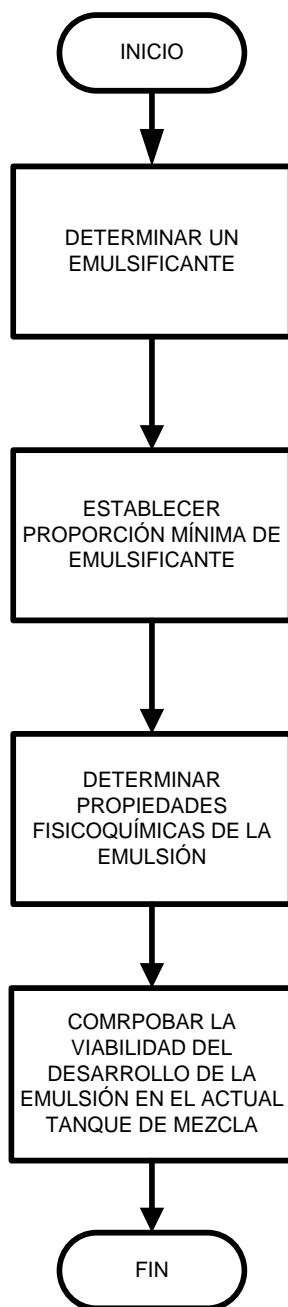 INICIO
DETERMINAR UN
EMULSIFICANTE
ESTABLECER
PROPORCIÓN MÍNIMA DE
EMULSIFICANTE
DETERMINAR
PROPIEDADES
FISICOQUÍMICAS DE LA
EMULSIÓN
COMRPOBAR LA
VIABILIDAD DEL
DESARROLLO DE LA
EMULSIÓN EN EL ACTUAL
TANQUE DE MEZCLA
FIN